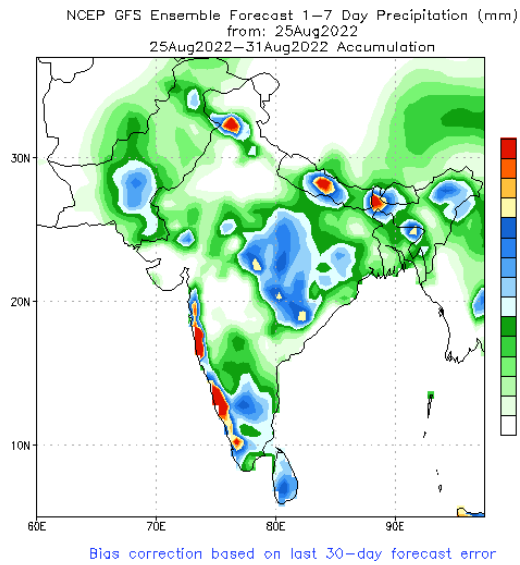 NCEP GFS Ensemble Forecast 1-7 Day Precipitation (mm)
from: 25Aug2022
25Aug2022-31Aug2022 Accumulation
30N
20N
10N
60E
70E
80E
90E
Bias correction based on last 30-day forecast error